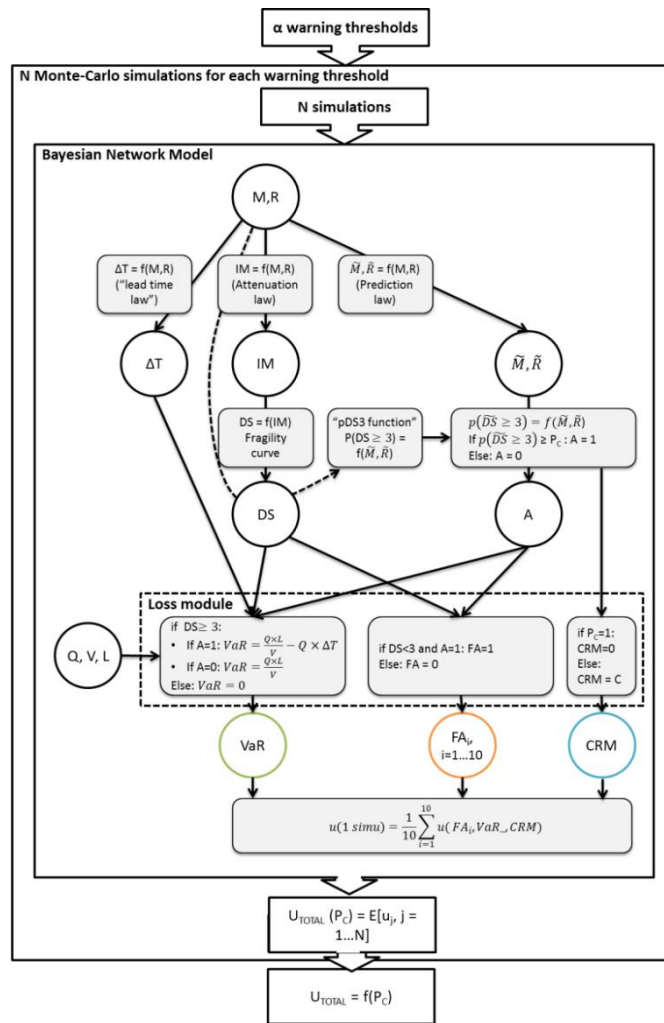 α warning thresholds
N Monte-Carlo simulations for each warning threshold
N simulations
Bayesian Network Model
M,R
ΔT = f(M,R)
("lead time
law")
IM = f(M,R)
(Attenuation
law)
M̃, R̃ = f(M,R)
(Prediction
law)
ΔT
IM
M̃, R̃
DS = f(IM)
Fragility
curve
"pDS3 function"
P(DS ≥ 3) =
f(M̃, R̃)
p(D̃S ≥ 3) = f(M̃, R̃)
If p(D̃S ≥ 3) ≥ P_C : A = 1
Else: A = 0
DS
A
Loss module
Q, V, L
if DS≥ 3:
• If A=1: VaR = Q×L/V − Q × ΔT
• If A=0: VaR = Q×L/V
Else: VaR = 0
if DS<3 and A=1: FA=1
Else: FA = 0
if P_C=1:
CRM=0
Else:
CRM = C
VaR
FA_i,
i=1...10
CRM
u(1 simu) = 1/10 ∑_{i=1}^{10} u( FA_i, VaR_, CRM)
U_TOTAL (P_C) = E[u_j, j =
1...N]
U_TOTAL = f(P_C)